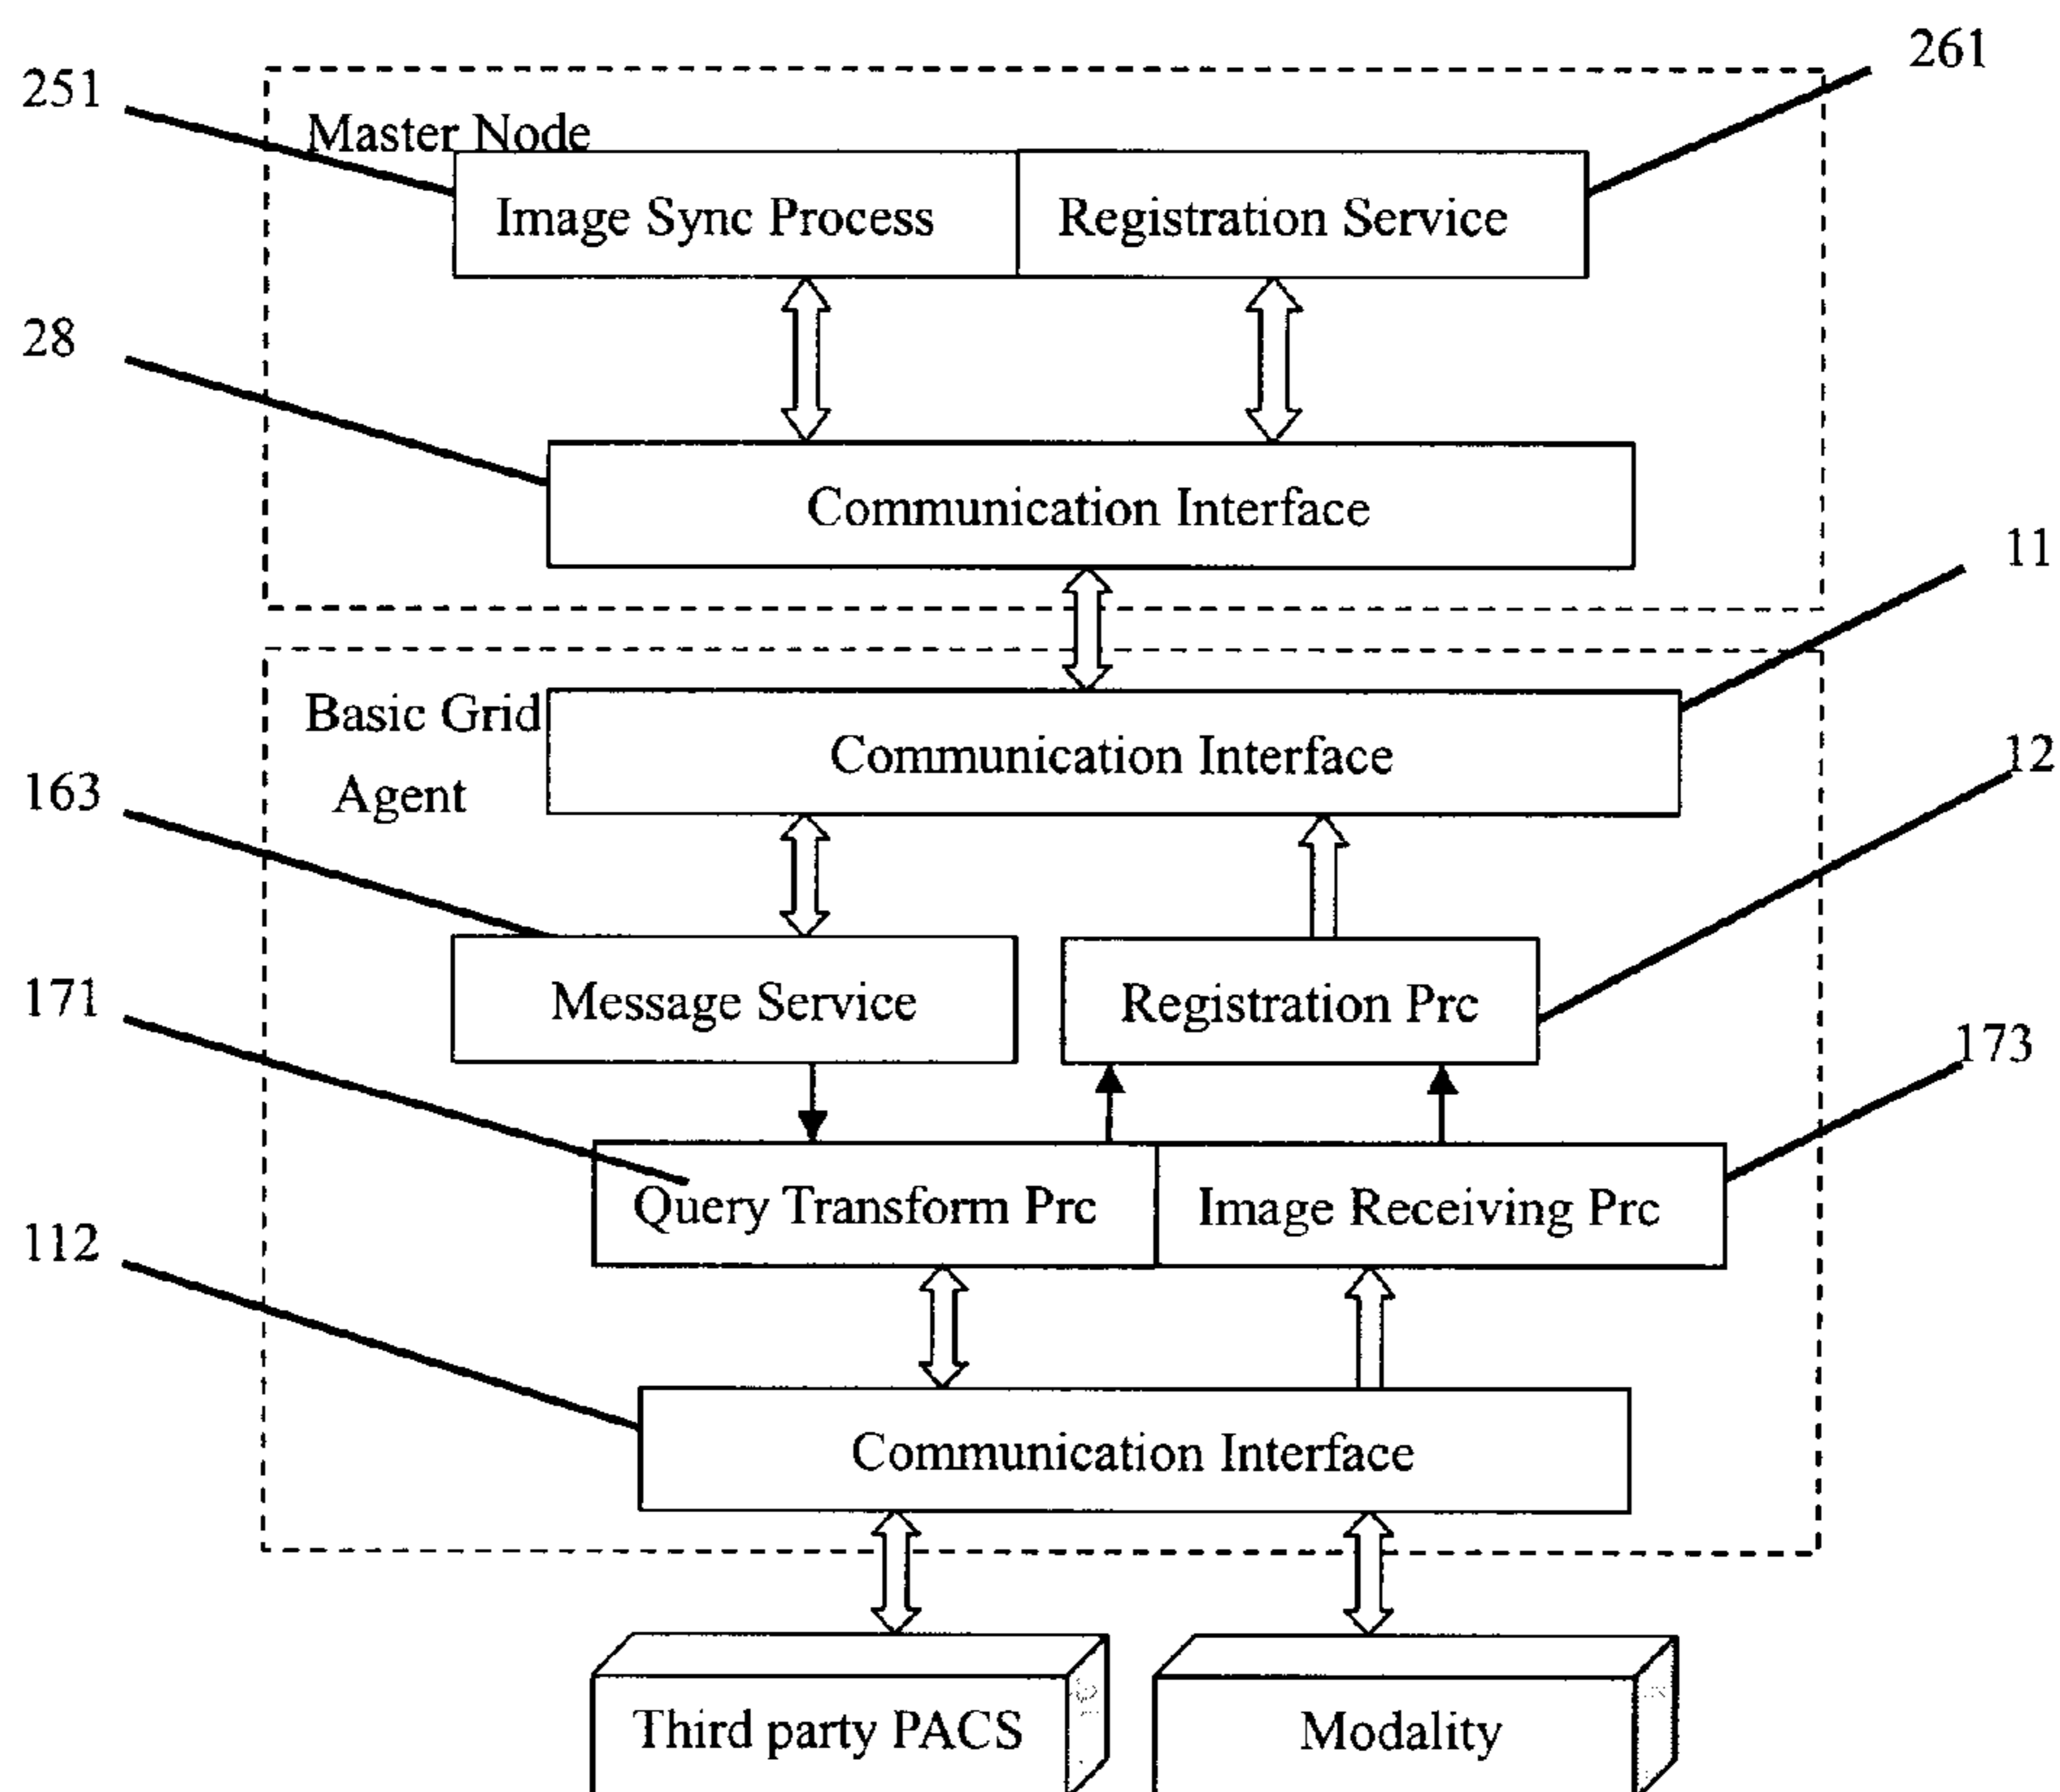 261
251
Master Node
Image Sync Process
Registration Service
28
Communication Interface
11
Basic Grid
Agent
Communication Interface
12
163
Message Service
Registration Prc
171
173
Query Transform Prc
Image Receiving Prc
112
Communication Interface
Third party PACS
Modality